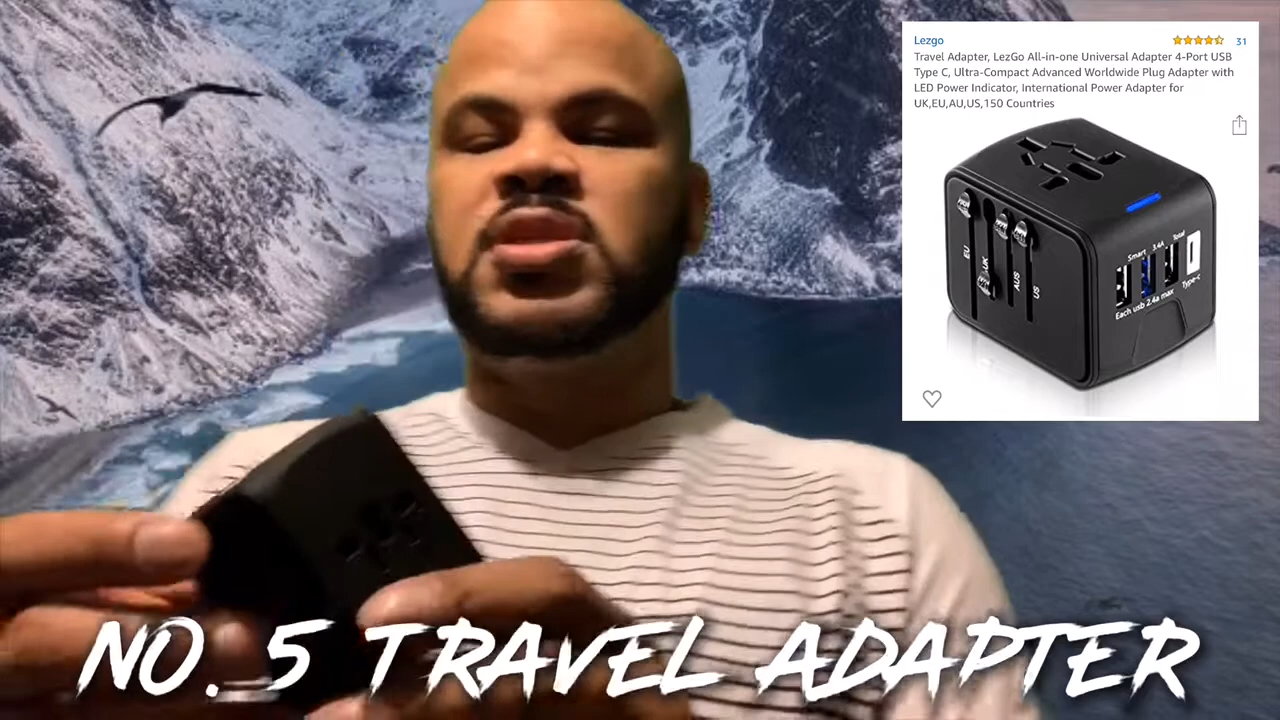 Lezgo
31
Travel Adapter, LezGo All-in-one Universal Adapter 4-Port USB
Type C, Ultra-Compact Advanced Worldwide Plug Adapter with
LED Power Indicator, International Power Adapter for
UK,EU,AU,US,150 Countries
EU
UK
AUS
US
Smart 3.4A Total
Type-C
Each usb 2.4a max
NO. 5 TRAVEL ADAPTER